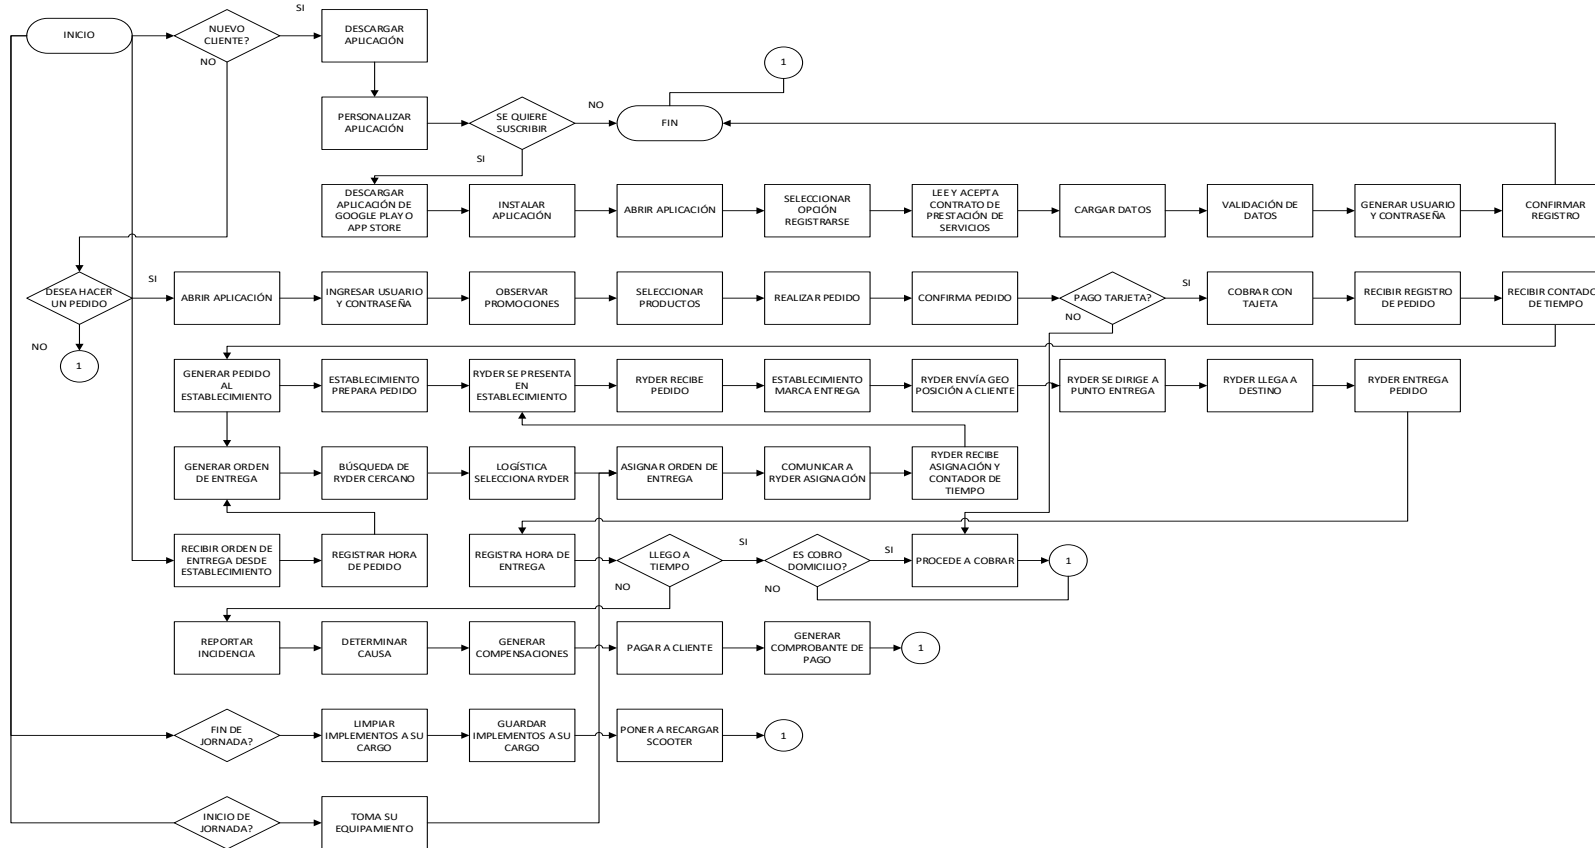 SI
INICIO
NUEVO
CLIENTE?
DESCARGAR
APLICACIÓN
NO
1
PERSONALIZAR
APLICACIÓN
SE QUIERE
SUSCRIBIR
NO
FIN
SI
DESCARGAR
APLICACIÓN DE
GOOGLE PLAY O
APP STORE
INSTALAR
APLICACIÓN
ABRIR APLICACIÓN
SELECCIONAR
OPCIÓN
REGISTRARSE
LEE Y ACEPTA
CONTRATO DE
PRESTACIÓN DE
SERVICIOS
CARGAR DATOS
VALIDACIÓN DE
DATOS
GENERAR USUARIO
Y CONTRASEÑA
CONFIRMAR
REGISTRO
DESEA HACER
UN PEDIDO
SI
ABRIR APLICACIÓN
INGRESAR USUARIO
Y CONTRASEÑA
OBSERVAR
PROMOCIONES
SELECCIONAR
PRODUCTOS
REALIZAR PEDIDO
CONFIRMA PEDIDO
PAGO TARJETA?
SI
NO
COBRAR CON
TAJETA
RECIBIR REGISTRO
DE PEDIDO
RECIBIR CONTADO
DE TIEMPO
NO
1
GENERAR PEDIDO
AL
ESTABLECIMIENTO
ESTABLECIMIENTO
PREPARA PEDIDO
RYDER SE PRESENTA
EN
ESTABLECIMIENTO
RYDER RECIBE
PEDIDO
ESTABLECIMIENTO
MARCA ENTREGA
RYDER ENVÍA GEO
POSICIÓN A CLIENTE
RYDER SE DIRIGE A
PUNTO ENTREGA
RYDER LLEGA A
DESTINO
RYDER ENTREGA
PEDIDO
GENERAR ORDEN
DE ENTREGA
BÚSQUEDA DE
RYDER CERCANO
LOGÍSTICA
SELECCIONA RYDER
ASIGNAR ORDEN DE
ENTREGA
COMUNICAR A
RYDER ASIGNACIÓN
RYDER RECIBE
ASIGNACIÓN Y
CONTADOR DE
TIEMPO
RECIBIR ORDEN DE
ENTREGA DESDE
ESTABLECIMIENTO
REGISTRAR HORA
DE PEDIDO
REGISTRA HORA DE
ENTREGA
LLEGO A
TIEMPO
SI
NO
ES COBRO
DOMICILIO?
SI
NO
PROCEDE A COBRAR
1
REPORTAR
INCIDENCIA
DETERMINAR
CAUSA
GENERAR
COMPENSACIONES
PAGAR A CLIENTE
GENERAR
COMPROBANTE DE
PAGO
1
FIN DE
JORNADA?
LIMPIAR
IMPLEMENTOS A SU
CARGO
GUARDAR
IMPLEMENTOS A SU
CARGO
PONER A RECARGAR
SCOOTER
1
INICIO DE
JORNADA?
TOMA SU
EQUIPAMIENTO